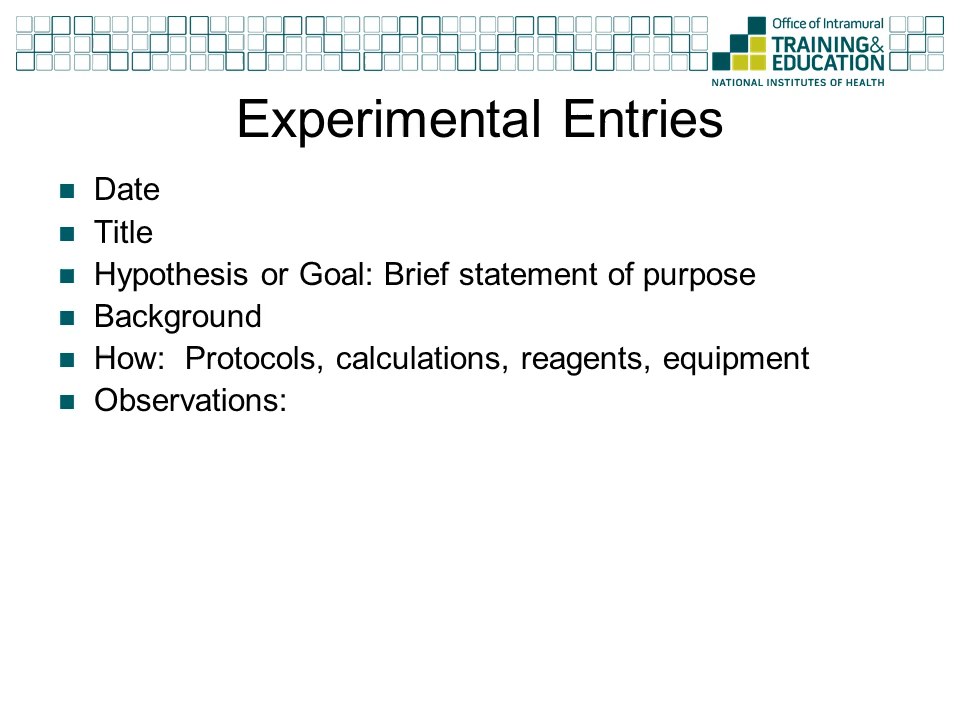 Office of Intramural
TRAINING&
EDUCATION
NATIONAL INSTITUTES OF HEALTH
Experimental Entries
Date
Title
Hypothesis or Goal: Brief statement of purpose
Background
How:  Protocols, calculations, reagents, equipment
Observations: